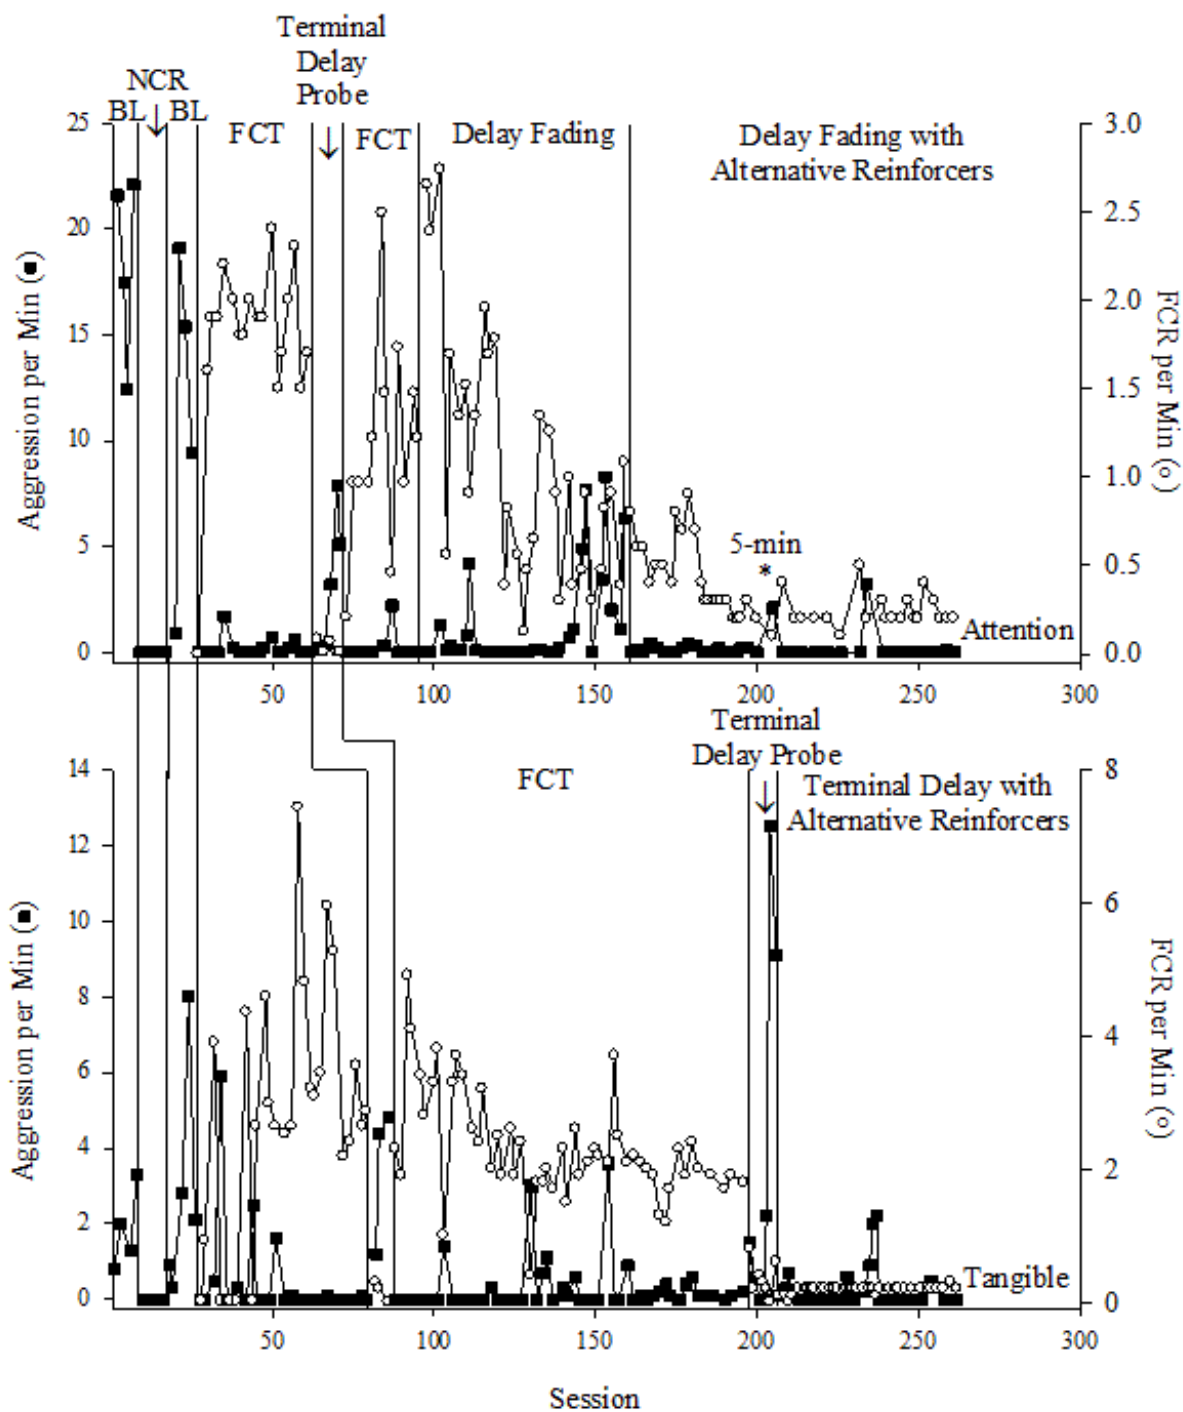 Terminal
Delay
Probe
NCR
BL
BL
FCT
FCT
Delay Fading
Delay Fading with
Alternative Reinforcers
25
20
15
10
5
0
Aggression per Min (■)
3.0
2.5
2.0
1.5
1.0
0.5
0.0
FCR per Min (o)
5-min
*
Attention
50
100
150
200
250
300
Terminal
Delay Probe
FCT
Terminal Delay with
Alternative Reinforcers
14
12
10
8
6
4
2
0
Aggression per Min (■)
8
6
4
2
0
FCR per Min (o)
Tangible
50
100
150
200
250
300
Session